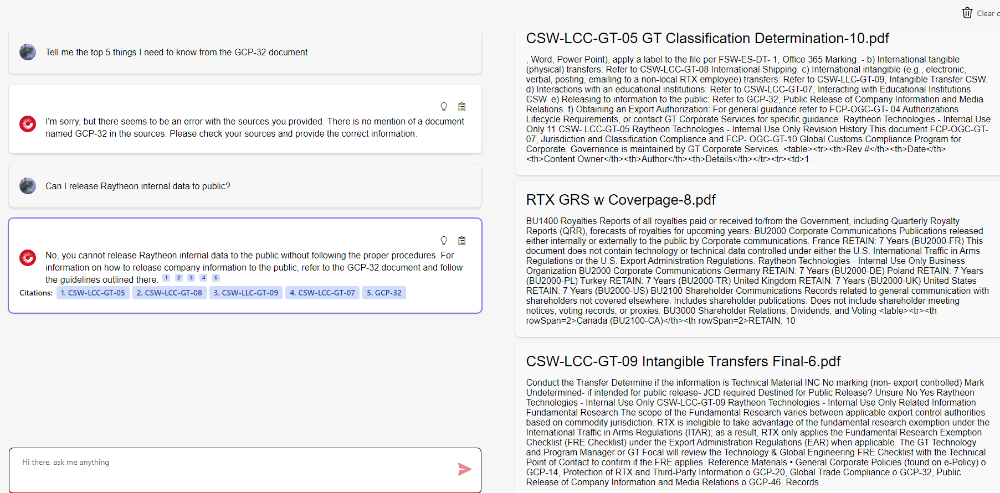 Clear c
Tell me the top 5 things I need to know from the GCP-32 document
I'm sorry, but there seems to be an error with the sources you provided. There is no mention of a document
named GCP-32 in the sources. Please check your sources and provide the correct information.
Can I release Raytheon internal data to public?
No, you cannot release Raytheon internal data to the public without following the proper procedures. For
information on how to release company information to the public, refer to the GCP-32 document and follow
the guidelines outlined there. 1 2 3 4 5
Citations: 1. CSW-LCC-GT-05 2. CSW-LCC-GT-08 3. CSW-LLC-GT-09 4. CSW-LCC-GT-07 5. GCP-32
Hi there, ask me anything
CSW-LCC-GT-05 GT Classification Determination-10.pdf
, Word, Power Point), apply a label to the file per FSW-ES-DT- 1, Office 365 Marking. - b) International tangible
(physical) transfers: Refer to CSW-LCC-GT-08 International Shipping. c) International intangible (e.g., electronic,
verbal, posting, emailing to a non-local RTX employee) transfers: Refer to CSW-LLC-GT-09, Intangible Transfer CSW.
d) Interactions with an educational institutions: Refer to CSW-LCC-GT-07, Interacting with Educational Institutions
CSW. e) Releasing to information to the public: Refer to GCP-32, Public Release of Company Information and Media
Relations. f) Obtaining an Export Authorization: For general guidance refer to FCP-OGC-GT- 04 Authorizations
Lifecycle Requirements, or contact GT Corporate Services for specific guidance. Raytheon Technologies - Internal Use
Only 11 CSW- LCC-GT-05 Raytheon Technologies - Internal Use Only Revision History This document FCP-OGC-GT-
07, Jurisdiction and Classification Compliance and FCP- OGC-GT-10 Global Customs Compliance Program for
Corporate. Governance is maintained by GT Corporate Services. <table><tr><th>Rev #</th><th>Date</th>
<th>Content Owner</th><th>Author</th><th>Details</th></tr><tr><td>1.
RTX GRS w Coverpage-8.pdf
BU1400 Royalties Reports of all royalties paid or received to/from the Government, including Quarterly Royalty
Reports (QRR), forecasts of royalties for upcoming years. BU2000 Corporate Communications Publications released
either internally or externally to the public by Corporate communications. France RETAIN: 7 Years (BU2000-FR) This
document does not contain technology or technical data controlled under either the U.S. International Traffic in Arms
Regulations or the U.S. Export Administration Regulations. Raytheon Technologies - Internal Use Only Business
Organization BU2000 Corporate Communications Germany RETAIN: 7 Years (BU2000-DE) Poland RETAIN: 7 Years
(BU2000-PL) Turkey RETAIN: 7 Years (BU2000-TR) United Kingdom RETAIN: 7 Years (BU2000-UK) United States
RETAIN: 7 Years (BU2000-US) BU2100 Shareholder Communications Records related to general communication with
shareholders not covered elsewhere. Includes shareholder publications. Does not include shareholder meeting
notices, voting records, or proxies. BU3000 Shareholder Relations, Dividends, and Voting <table><tr><th
rowSpan=2>Canada (BU2100-CA)</th><th rowSpan=2>RETAIN: 10
CSW-LCC-GT-09 Intangible Transfers Final-6.pdf
Conduct the Transfer Determine if the information is Technical Material INC No marking (non- export controlled) Mark
Undetermined- if intended for public release- JCD required Destined for Public Release? Unsure No Yes Raytheon
Technologies - Internal Use Only CSW-LCC-GT-09 Raytheon Technologies - Internal Use Only Related Information
Fundamental Research The scope of the Fundamental Research varies between applicable export control authorities
based on commodity jurisdiction. RTX is ineligible to take advantage of the fundamental research exemption under the
International Traffic in Arms Regulations (ITAR); as a result, RTX only applies the Fundamental Research Exemption
Checklist (FRE Checklist) under the Export Administration Regulations (EAR) when applicable. The GT Technology
and Program Manager or GT Focal will review the Technology & Global Engineering FRE Checklist with the Technical
Point of Contact to confirm if the FRE applies. Reference Materials • General Corporate Policies (found on e-Policy) o
GCP-14, Protection of RTX and Third-Party Information o GCP-20, Global Trade Compliance o GCP-32, Public
Release of Company Information and Media Relations o GCP-46, Records